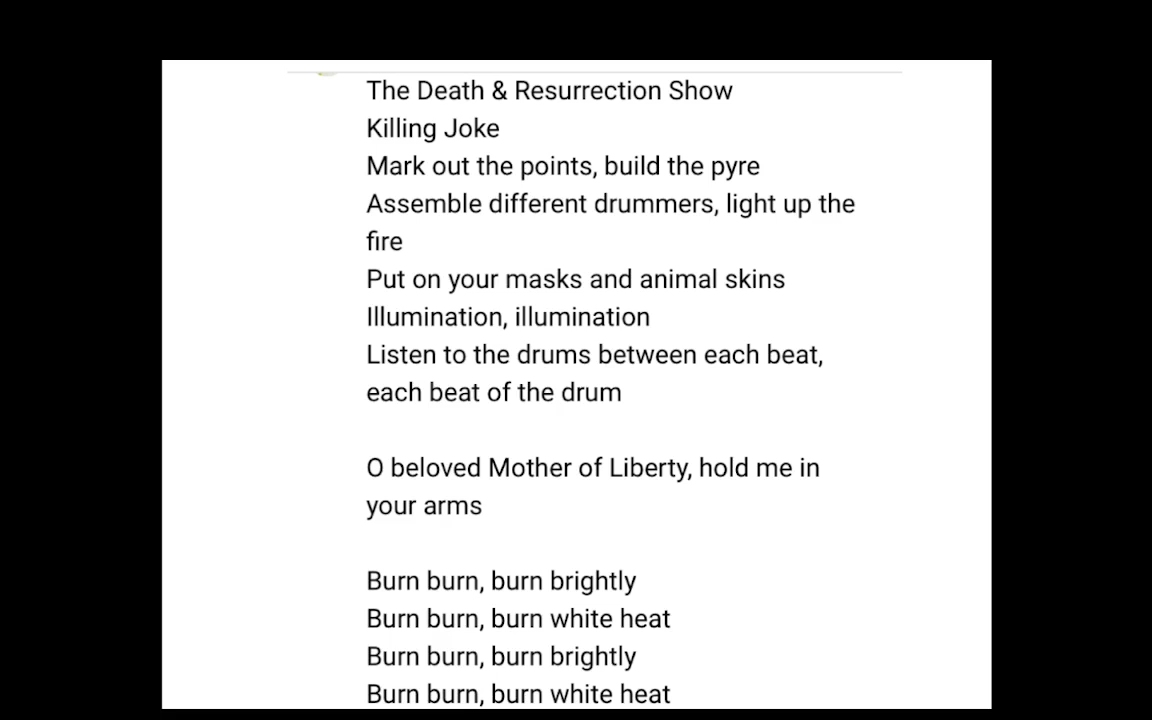 The Death & Resurrection Show
Killing Joke
Mark out the points, build the pyre
Assemble different drummers, light up the
fire
Put on your masks and animal skins
Illumination, illumination
Listen to the drums between each beat,
each beat of the drum
O beloved Mother of Liberty, hold me in
your arms
Burn burn, burn brightly
Burn burn, burn white heat
Burn burn, burn brightly
Burn burn, burn white heat